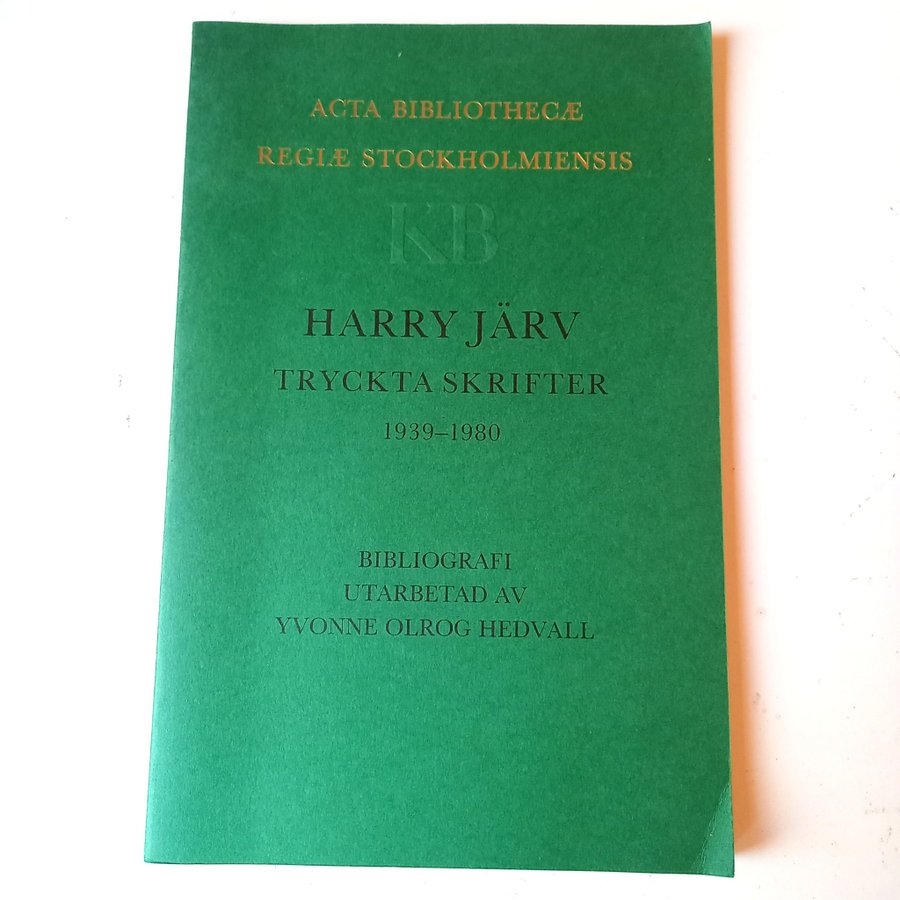 ACTA BIBLIOTHECÆ
REGIÆ STOCKHOLMIENSIS
KB
HARRY JÄRV
TRYCKTA SKRIFTER
1939–1980
BIBLIOGRAFI
UTARBETAD AV
YVONNE OLROG HEDVALL